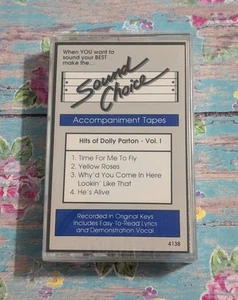 When YOU want to
sound your BEST
make the...
Sound
Choice
Accompaniment Tapes
Hits of Dolly Parton - Vol. 1
1. Time For Me To Fly
2. Yellow Roses
3. Why'd You Come In Here
Lookin' Like That
4. He's Alive
Recorded in Original Keys
Includes Easy-To-Read Lyrics
and Demonstration Vocal
4138